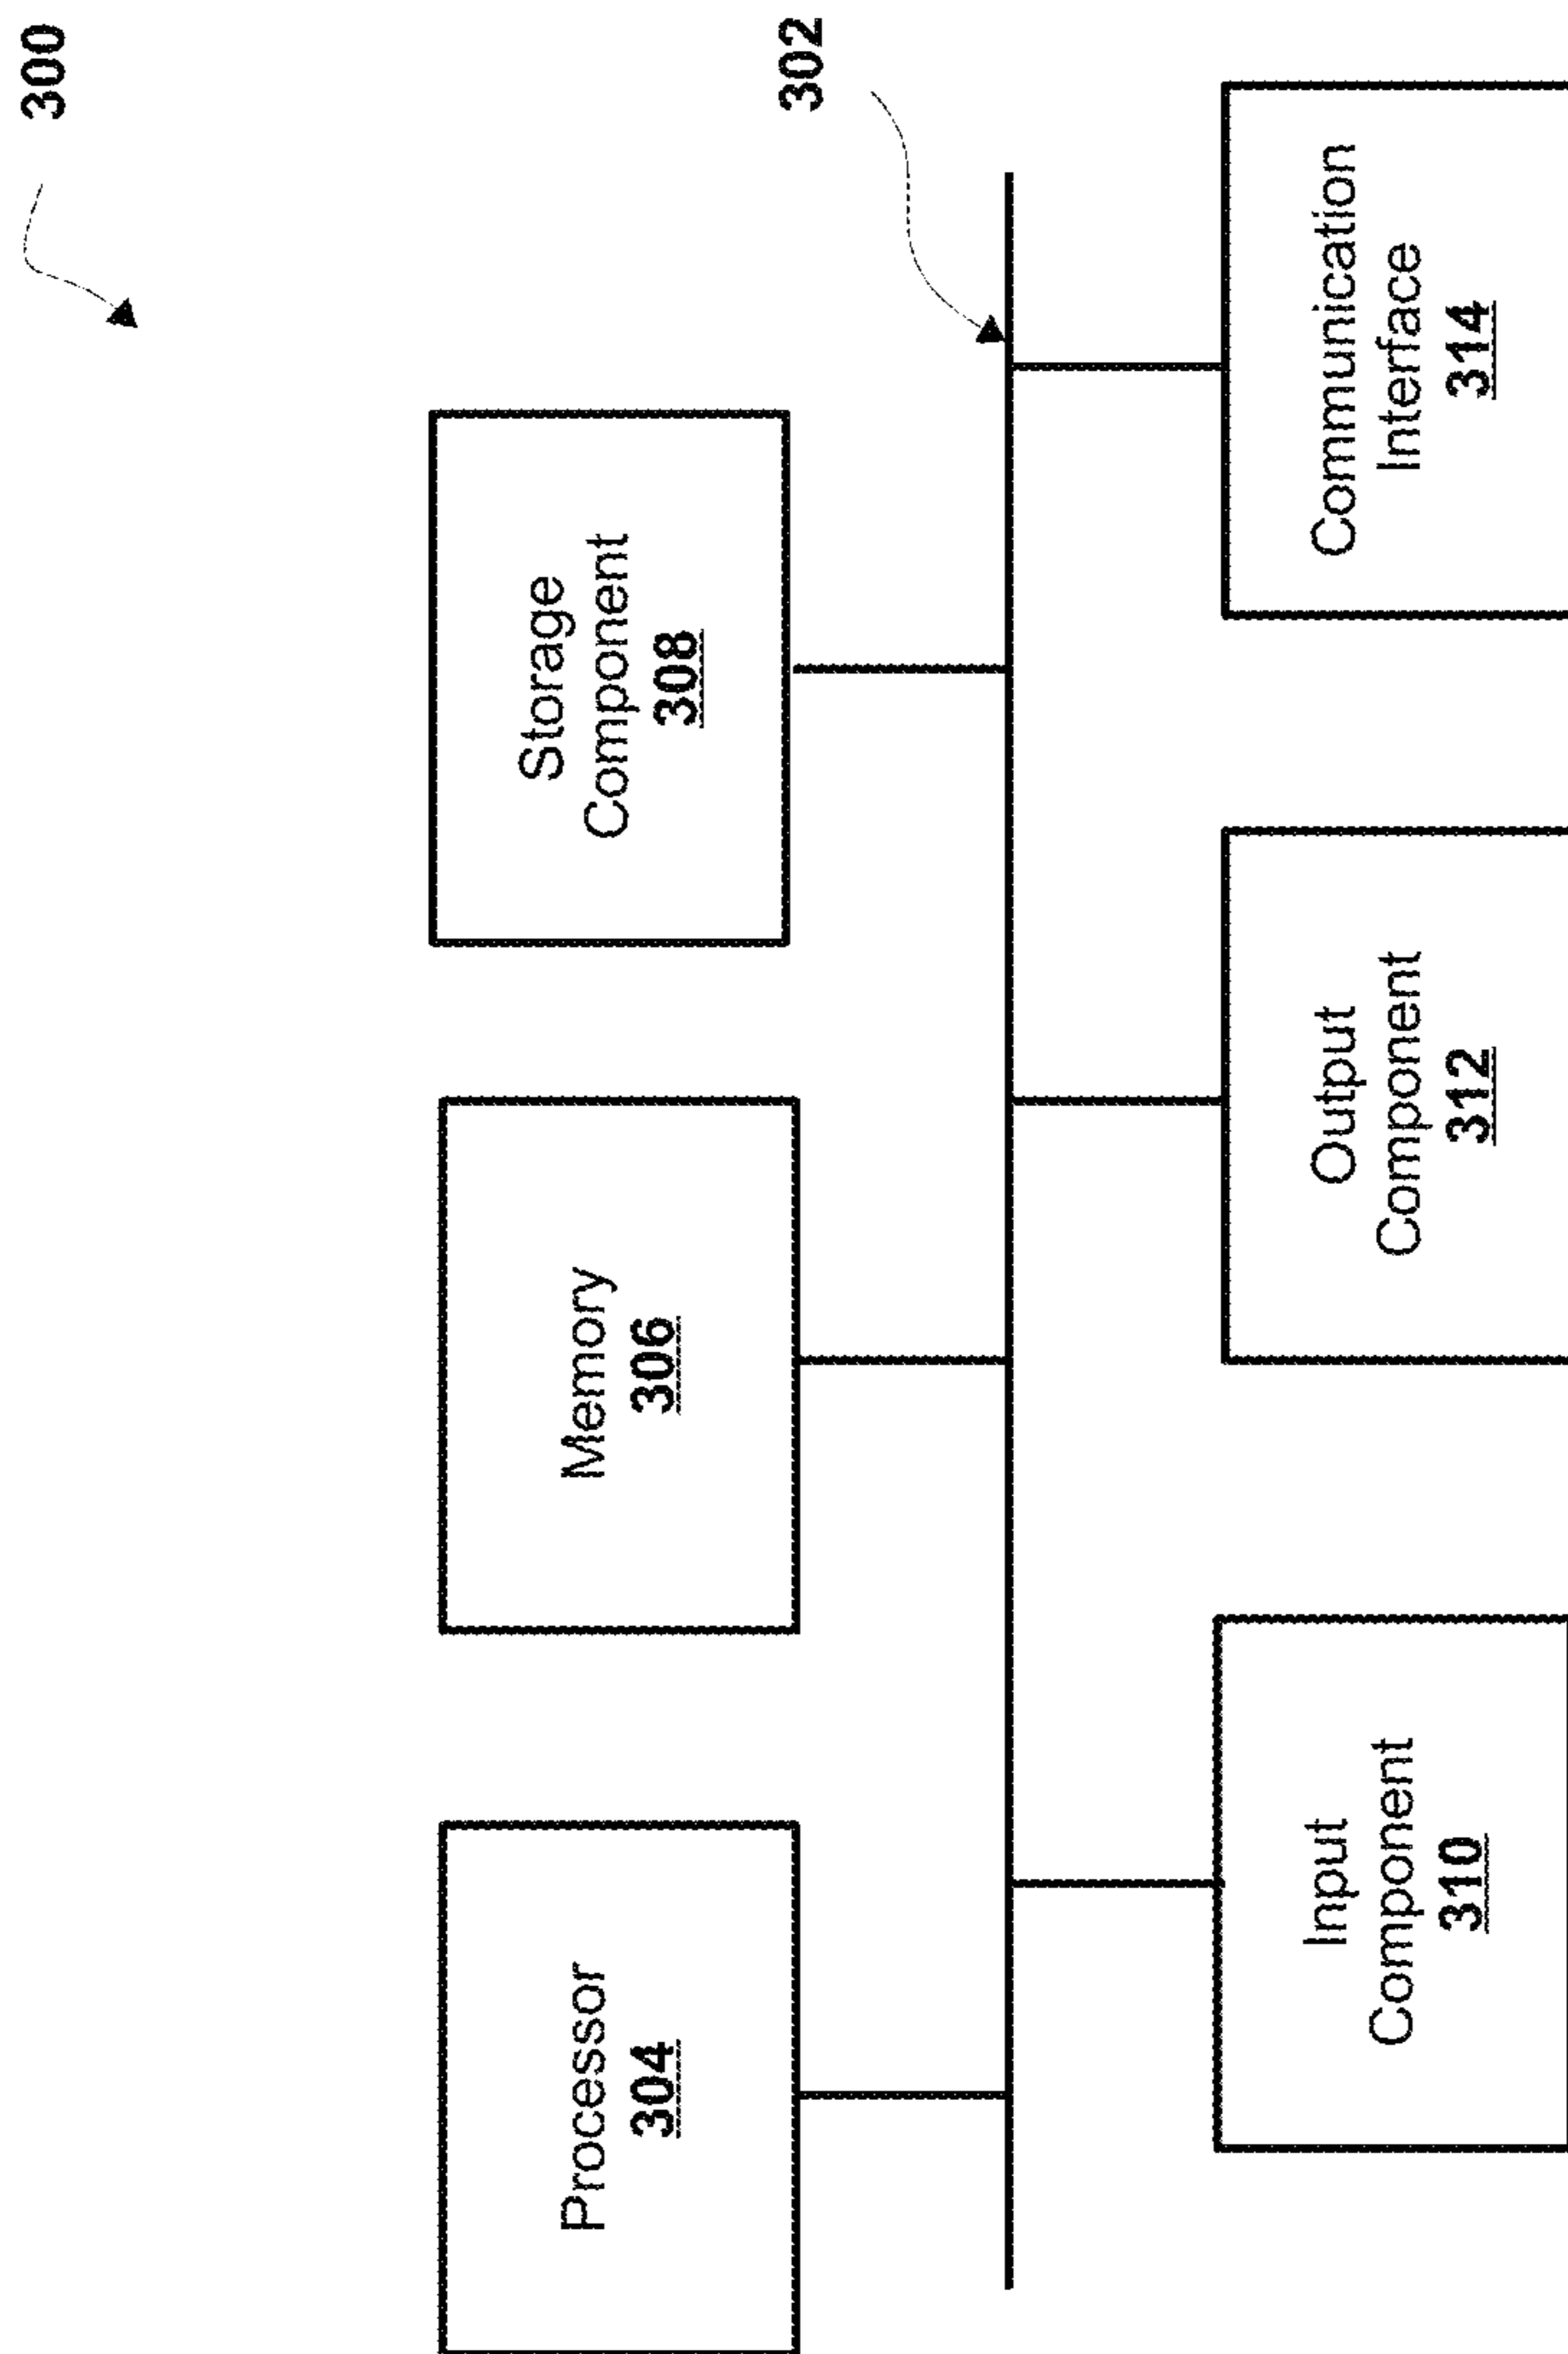 300
302
Processor
304
Memory
306
Storage
Component
308
Input
Component
310
Output
Component
312
Communication
Interface
314